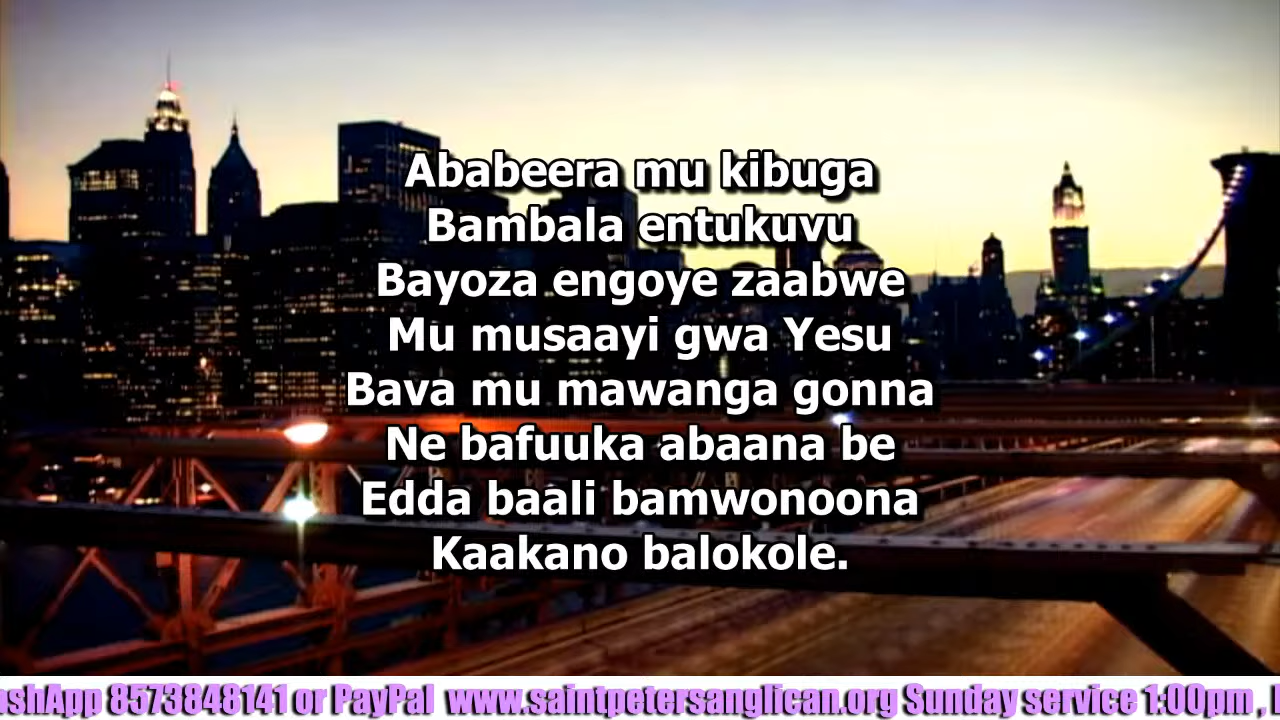 Ababeera mu kibuga
Bambala entukuvu
Bayoza engoye zaabwe
Mu musaayi gwa Yesu
Bava mu mawanga gonna
Ne bafuuka abaana be
Edda baali bamwonoona
Kaakano balokole.
8573848141 or PayPal www.saintpetersanglican.org Sunday service 1:00pm ,